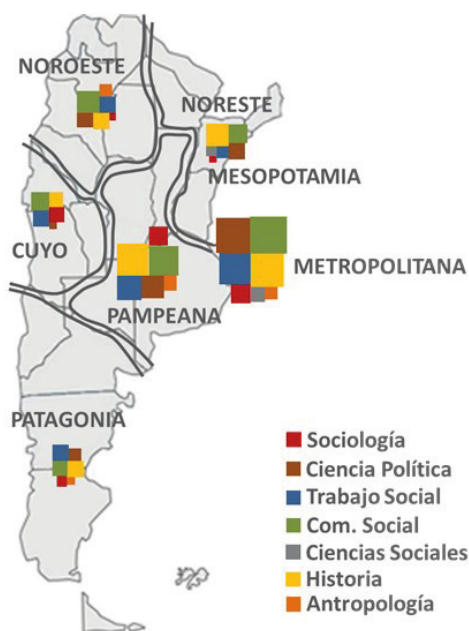 NOROESTE
NORESTE
MESOPOTAMIA
CUYO
METROPOLITANA
PAMPEANA
PATAGONIA
Sociología
Ciencia Política
Trabajo Social
Com. Social
Ciencias Sociales
Historia
Antropología